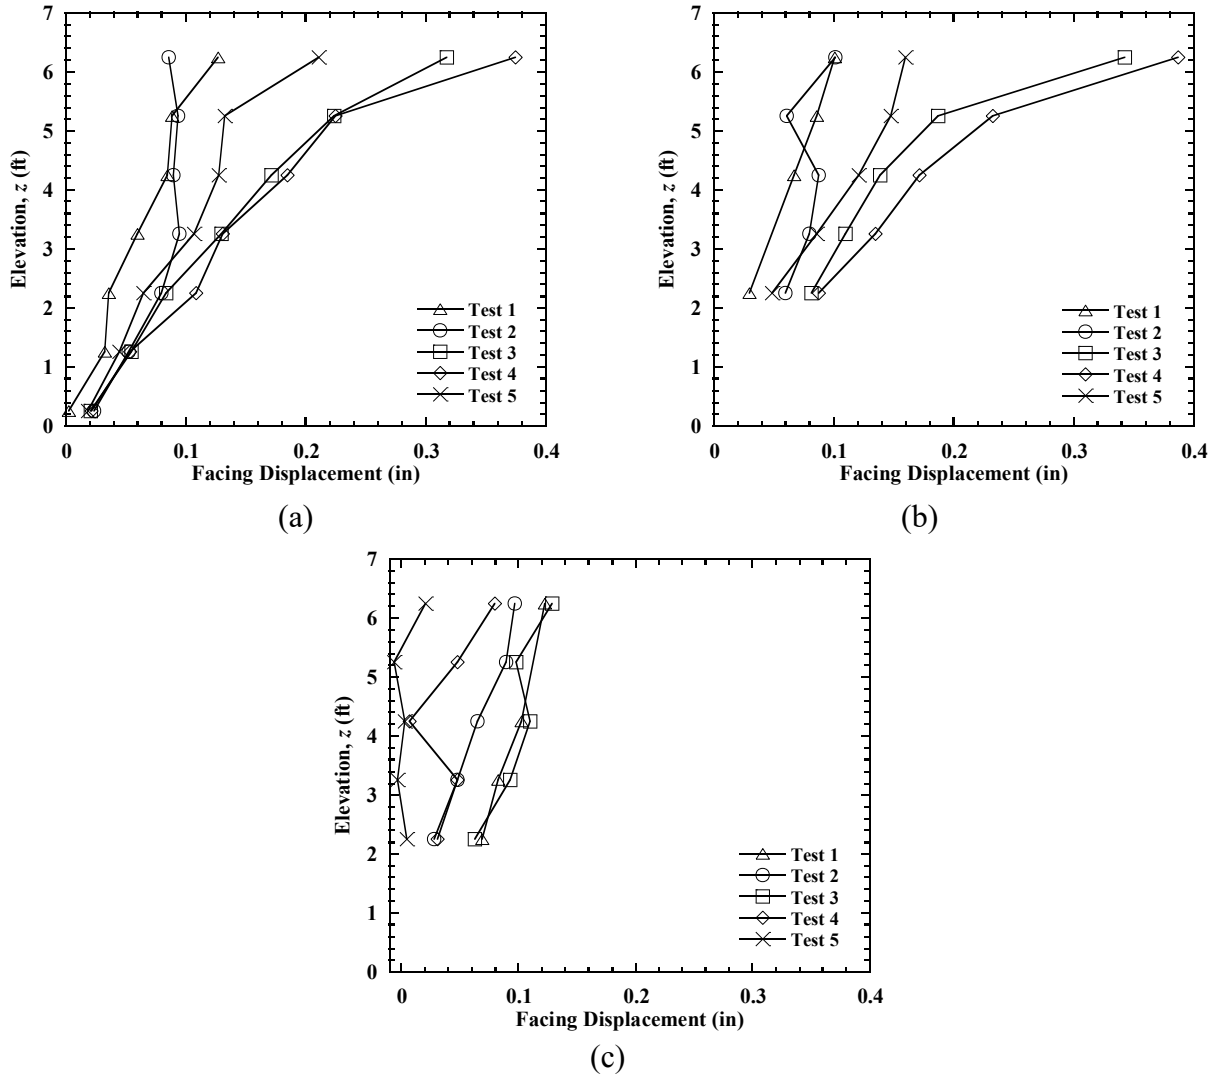 7
6
5
4
3
2
1
0
Elevation, z (ft)
0 0.1 0.2 0.3 0.4
Facing Displacement (in)
Test 1
Test 2
Test 3
Test 4
Test 5
(a)
7
6
5
4
3
2
1
0
Elevation, z (ft)
0 0.1 0.2 0.3 0.4
Facing Displacement (in)
Test 1
Test 2
Test 3
Test 4
Test 5
(b)
7
6
5
4
3
2
1
0
Elevation, z (ft)
0 0.1 0.2 0.3 0.4
Facing Displacement (in)
Test 1
Test 2
Test 3
Test 4
Test 5
(c)